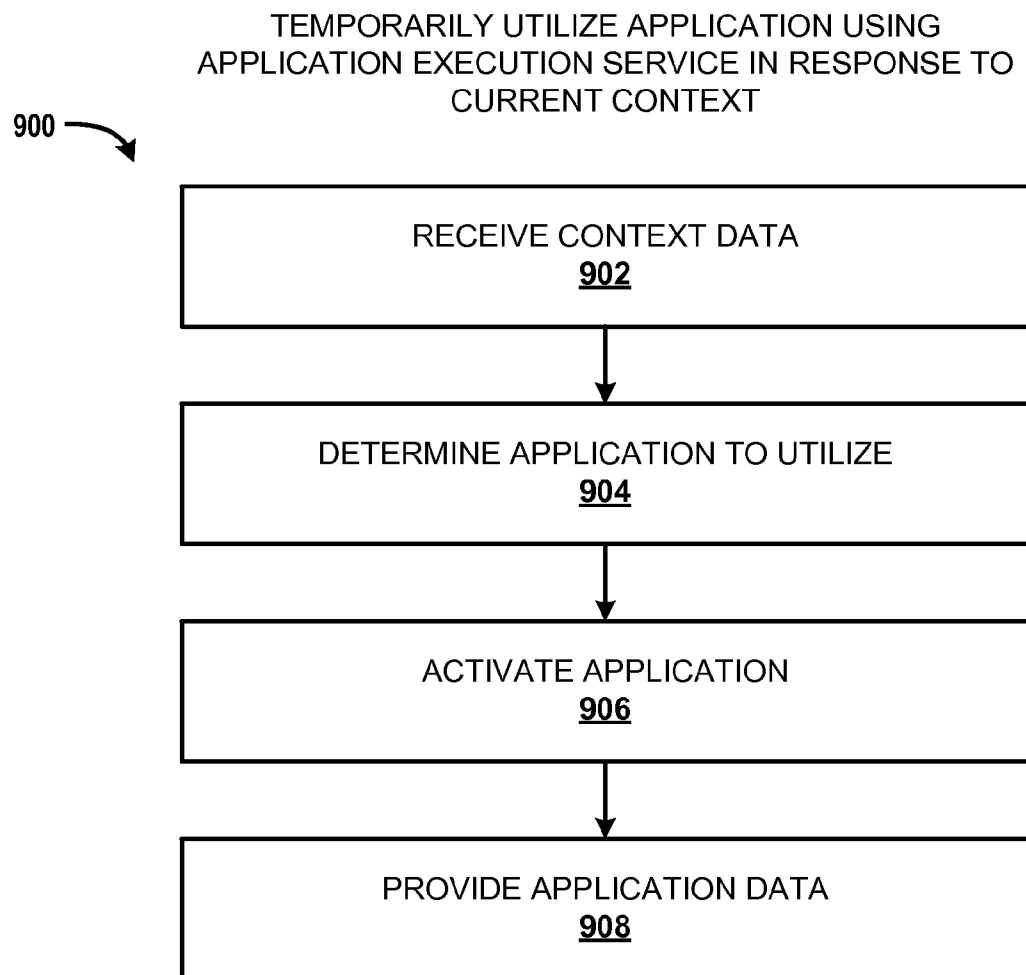 TEMPORARILY UTILIZE APPLICATION USING
APPLICATION EXECUTION SERVICE IN RESPONSE TO
CURRENT CONTEXT
900
RECEIVE CONTEXT DATA
902
DETERMINE APPLICATION TO UTILIZE
904
ACTIVATE APPLICATION
906
PROVIDE APPLICATION DATA
908